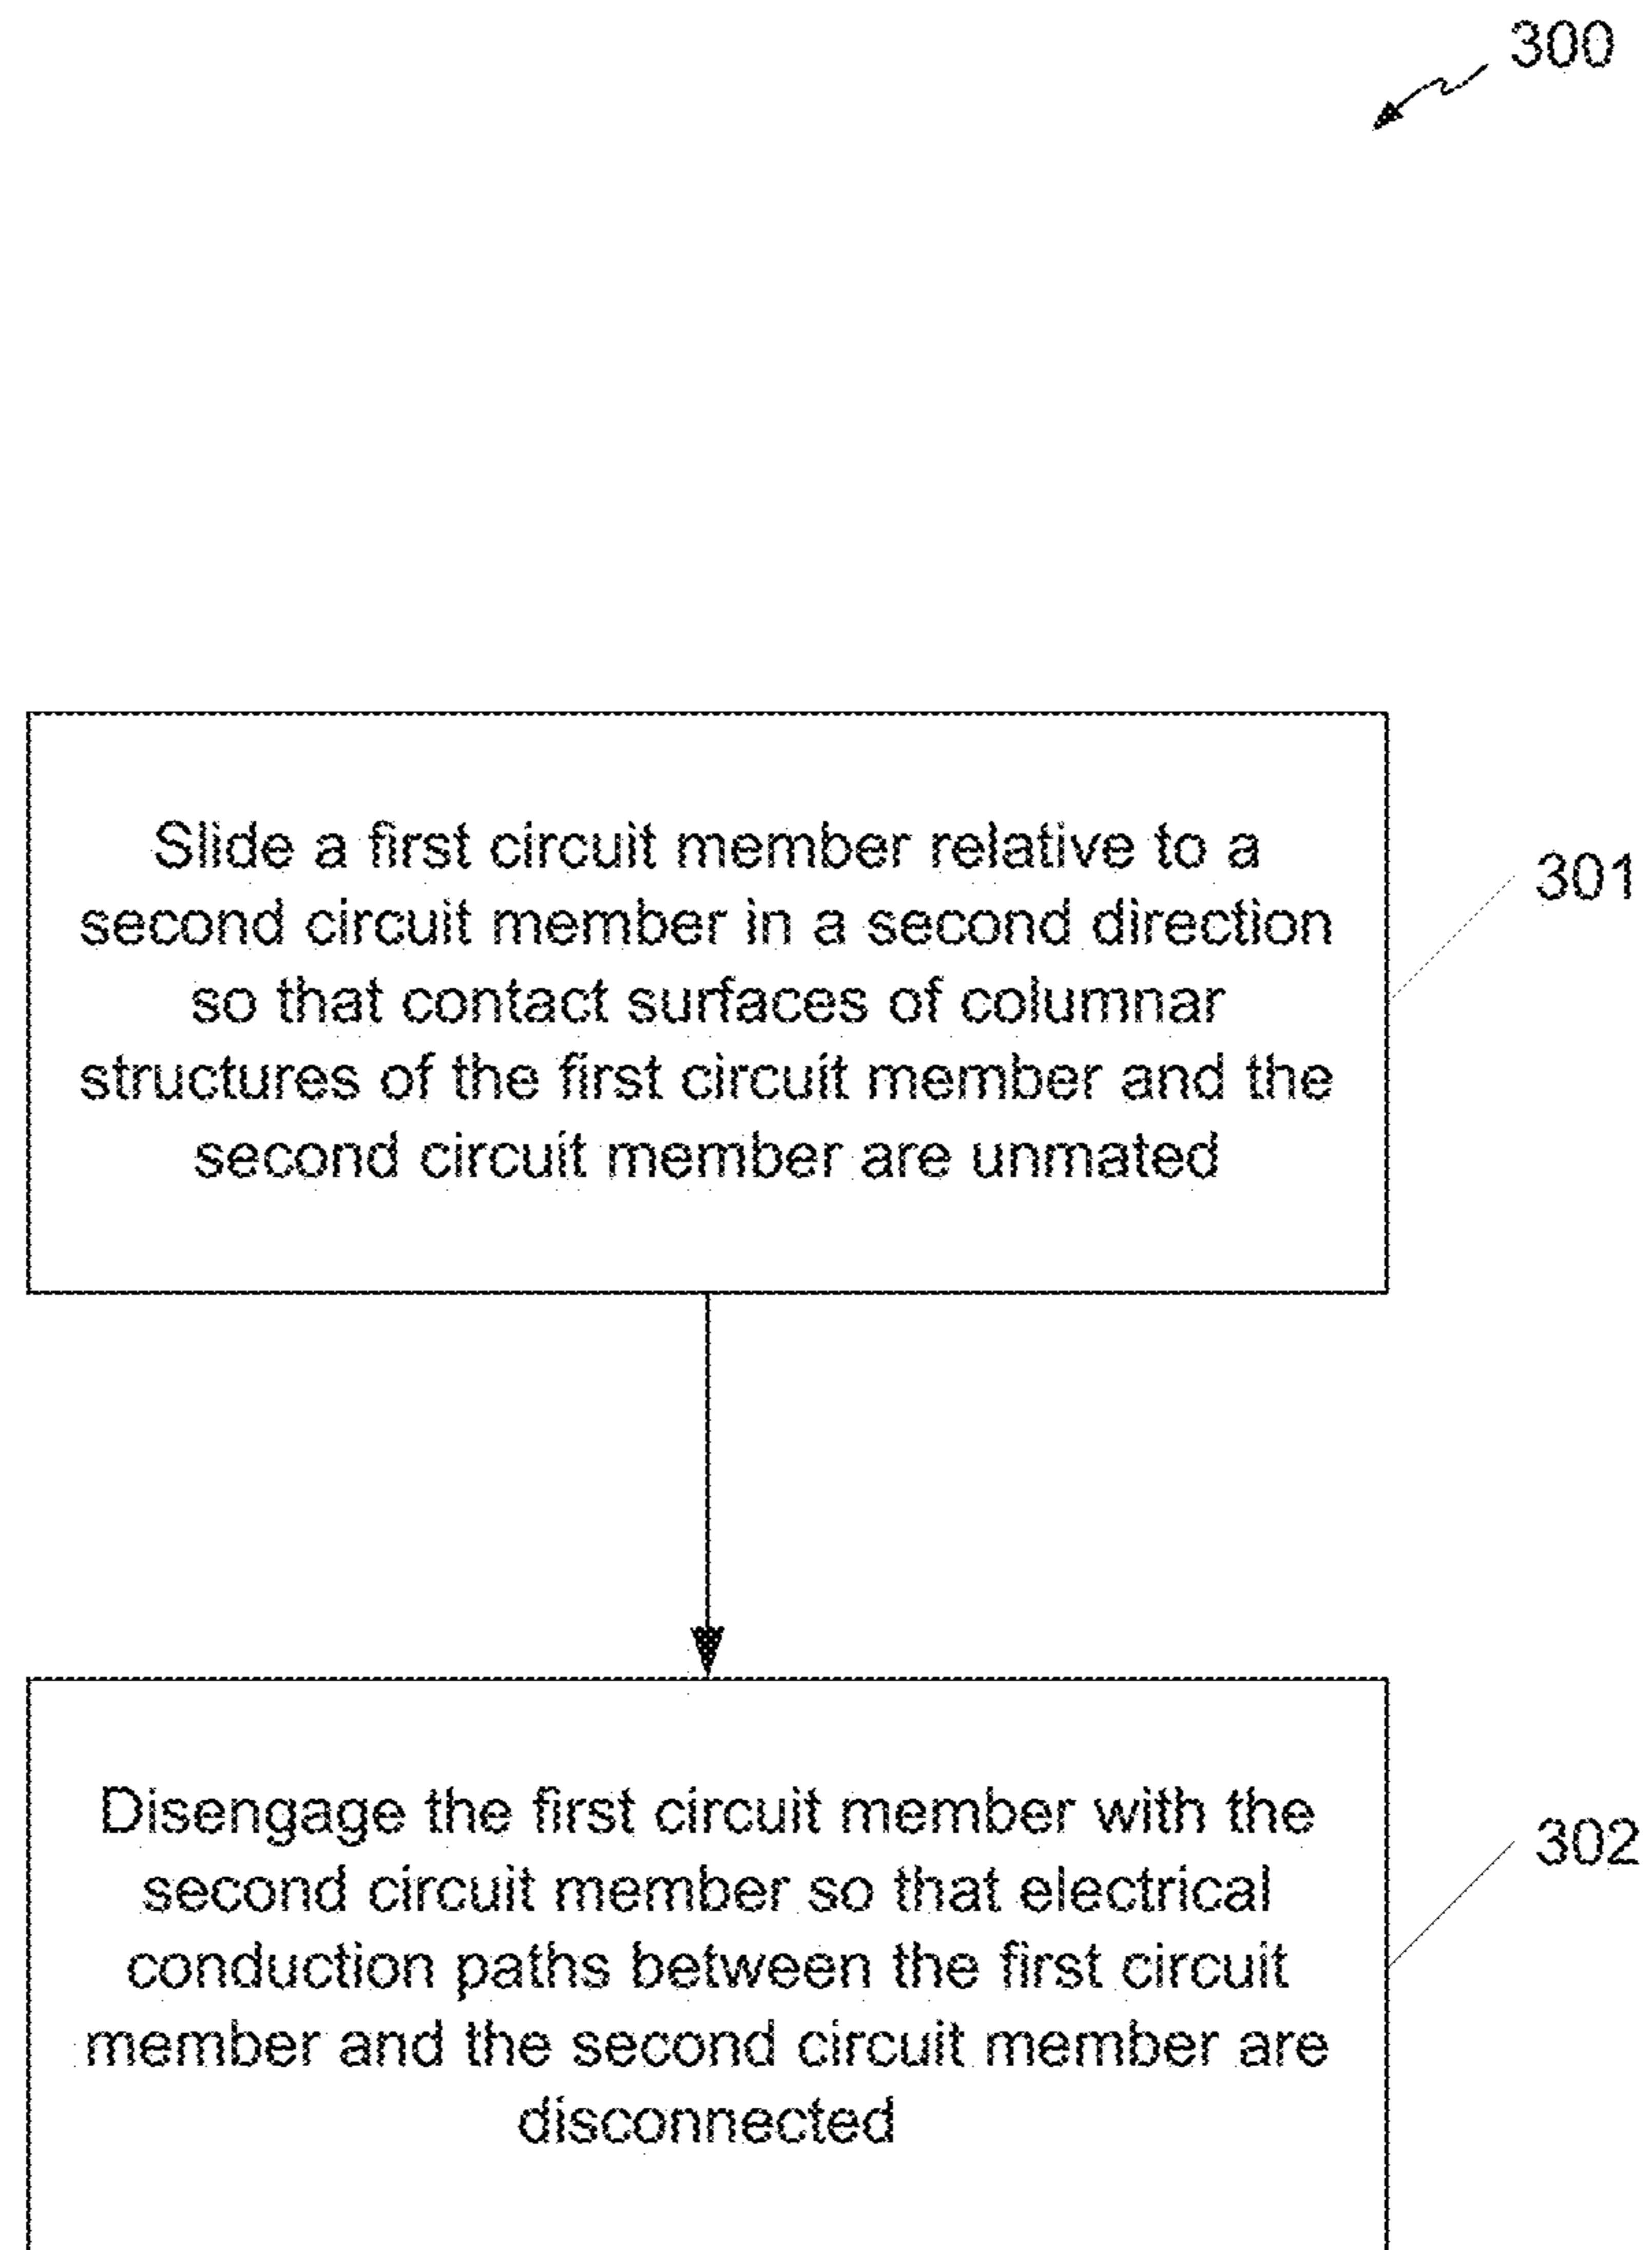 300
Slide a first circuit member relative to a
second circuit member in a second direction
so that contact surfaces of columnar
structures of the first circuit member and the
second circuit member are unmated
301
Disengage the first circuit member with the
second circuit member so that electrical
conduction paths between the first circuit
member and the second circuit member are
disconnected
302